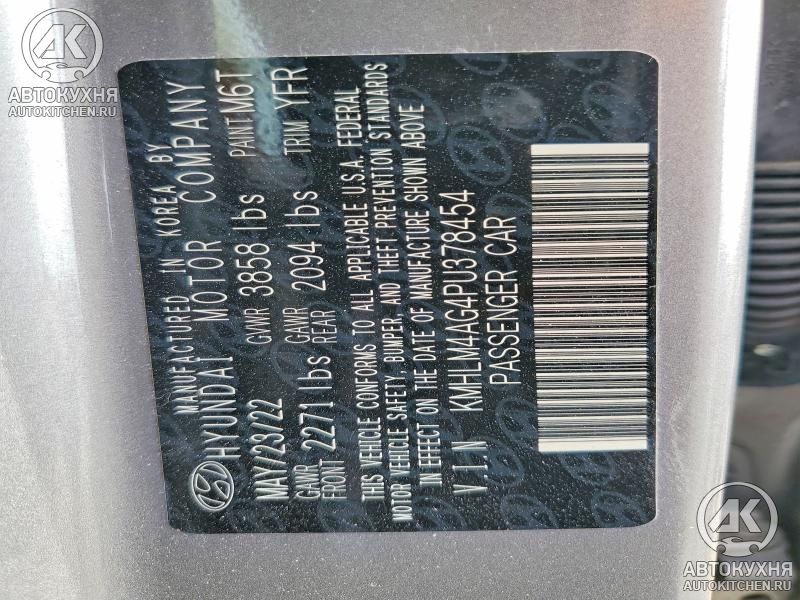 MANUFACTURED IN KOREA BY
HYUNDAI MOTOR COMPANY
MAY/23/22 GVWR 3858 lbs PAINT M6T
GAWR FRONT 2271 lbs GAWR REAR 2094 lbs TRIM YFR
THIS VEHICLE CONFORMS TO ALL APPLICABLE U.S.A. FEDERAL
MOTOR VEHICLE SAFETY, BUMPER, AND THEFT PREVENTION STANDARDS
IN EFFECT ON THE DATE OF MANUFACTURE SHOWN ABOVE
V.I.N KMHLM4AG4PU378454
PASSENGER CAR
АК
АВТОКУХНЯ
AUTOKITCHEN.RU
АК
АВТОКУХНЯ
AUTOKITCHEN.RU